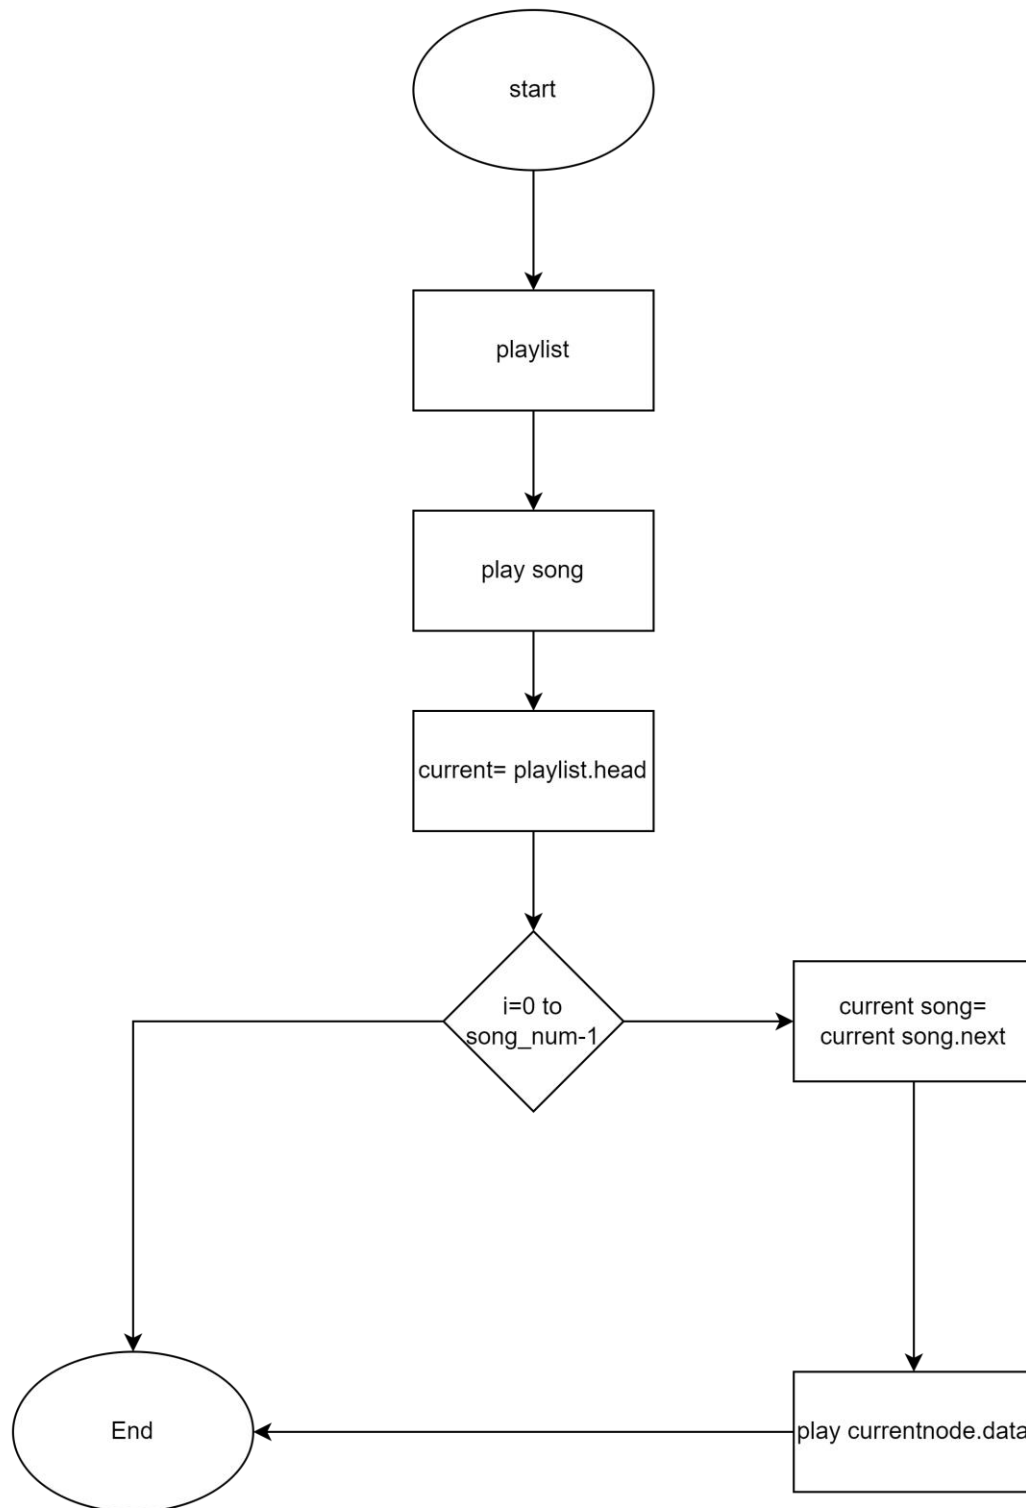 start
playlist
play song
current= playlist.head
i=0 to
song_num-1
current song=
current song.next
End
play currentnode.data